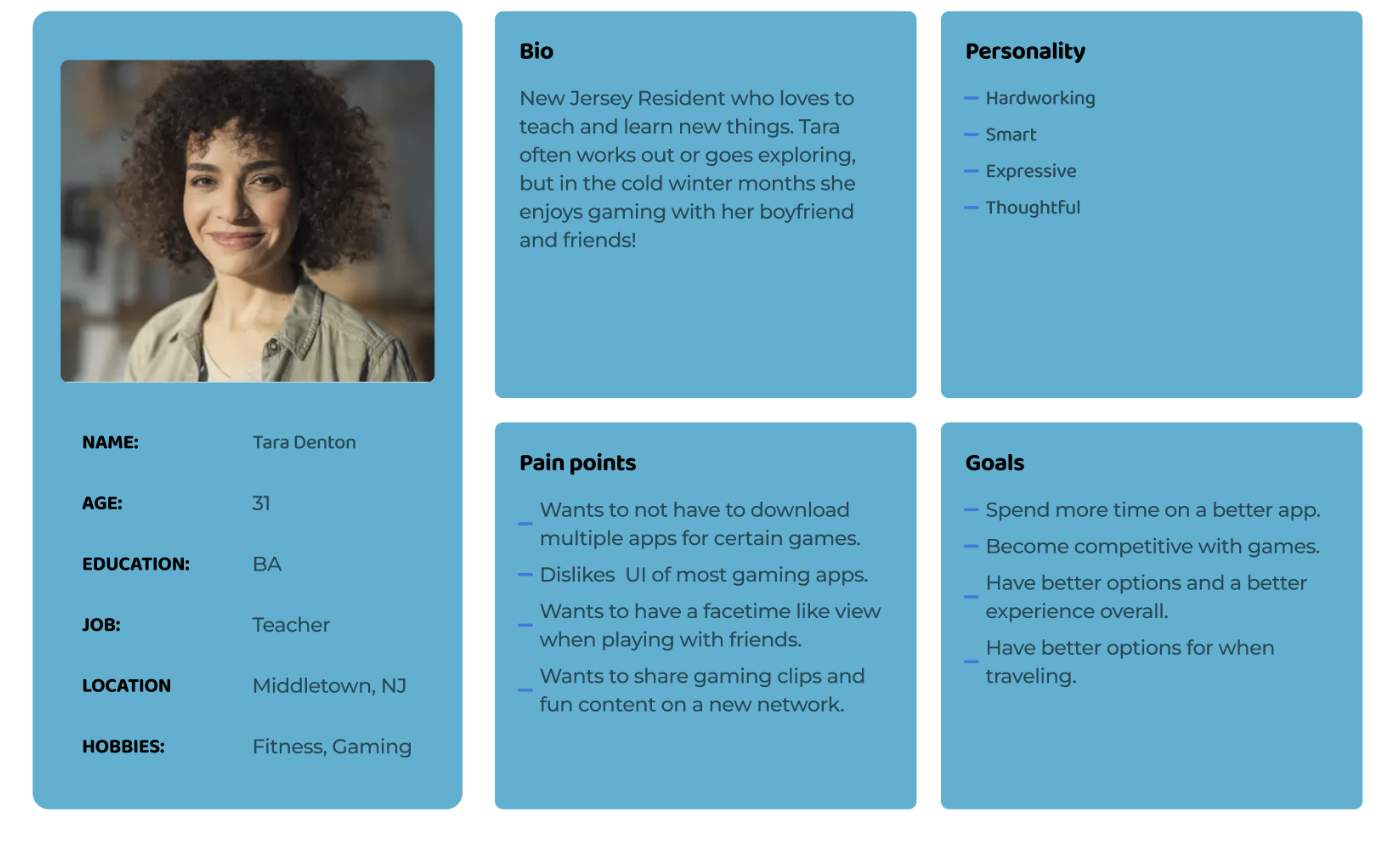 NAME: Tara Denton
AGE: 31
EDUCATION: BA
JOB: Teacher
LOCATION Middletown, NJ
HOBBIES: Fitness, Gaming
Bio
New Jersey Resident who loves to
teach and learn new things. Tara
often works out or goes exploring,
but in the cold winter months she
enjoys gaming with her boyfriend
and friends!
Personality
Hardworking
Smart
Expressive
Thoughtful
Pain points
Wants to not have to download
multiple apps for certain games.
Dislikes  UI of most gaming apps.
Wants to have a facetime like view
when playing with friends.
Wants to share gaming clips and
fun content on a new network.
Goals
Spend more time on a better app.
Become competitive with games.
Have better options and a better
experience overall.
Have better options for when
traveling.